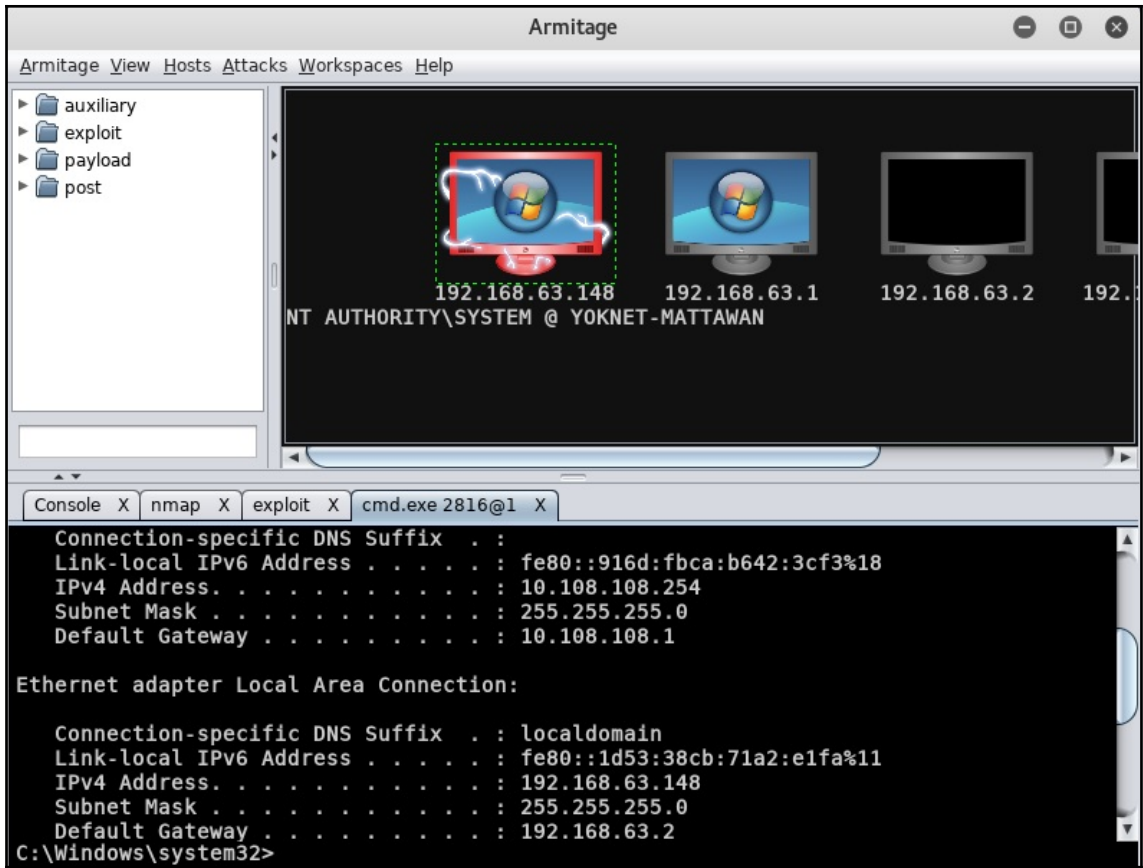 Armitage
Armitage View Hosts Attacks Workspaces Help
auxiliary
exploit
payload
post
192.168.63.148
NT AUTHORITY\SYSTEM @ YOKNET-MATTAWAN
192.168.63.1
192.168.63.2
192.
Console X nmap X exploit X cmd.exe 2816@1 X
Connection-specific DNS Suffix . :
Link-local IPv6 Address . . . . . : fe80::916d:fbca:b642:3cf3%18
IPv4 Address. . . . . . . . . . . : 10.108.108.254
Subnet Mask . . . . . . . . . . . : 255.255.255.0
Default Gateway . . . . . . . . . : 10.108.108.1
Ethernet adapter Local Area Connection:
Connection-specific DNS Suffix . : localdomain
Link-local IPv6 Address . . . . . : fe80::1d53:38cb:71a2:e1fa%11
IPv4 Address. . . . . . . . . . . : 192.168.63.148
Subnet Mask . . . . . . . . . . . : 255.255.255.0
Default Gateway . . . . . . . . . : 192.168.63.2
C:\Windows\system32>